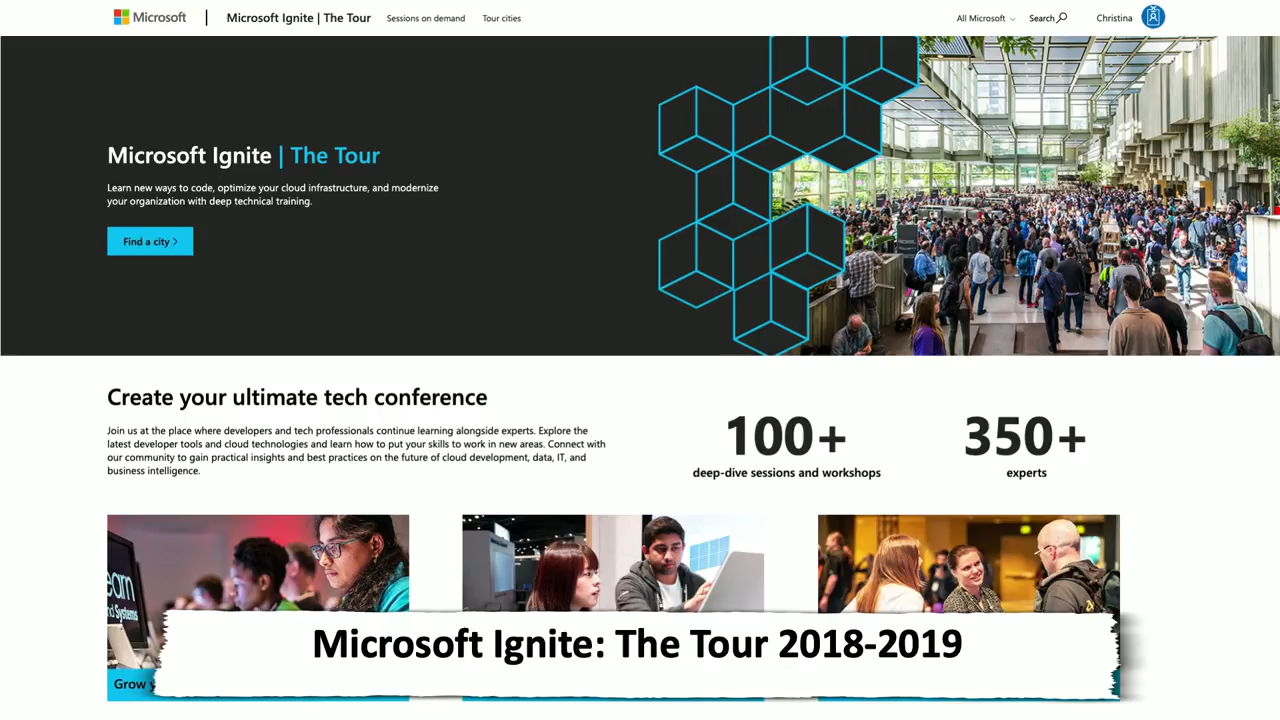 Microsoft
Microsoft Ignite | The Tour
Sessions on demand
Tour cities
All Microsoft
Search
Christina
Microsoft Ignite | The Tour
Learn new ways to code, optimize your cloud infrastructure, and modernize
your organization with deep technical training.
Find a city
Create your ultimate tech conference
Join us at the place where developers and tech professionals continue learning alongside experts. Explore the
latest developer tools and cloud technologies and learn how to put your skills to work in new areas. Connect with
our community to gain practical insights and best practices on the future of cloud development, data, IT, and
business intelligence.
100+
deep-dive sessions and workshops
350+
experts
Microsoft Ignite: The Tour 2018-2019
Grow